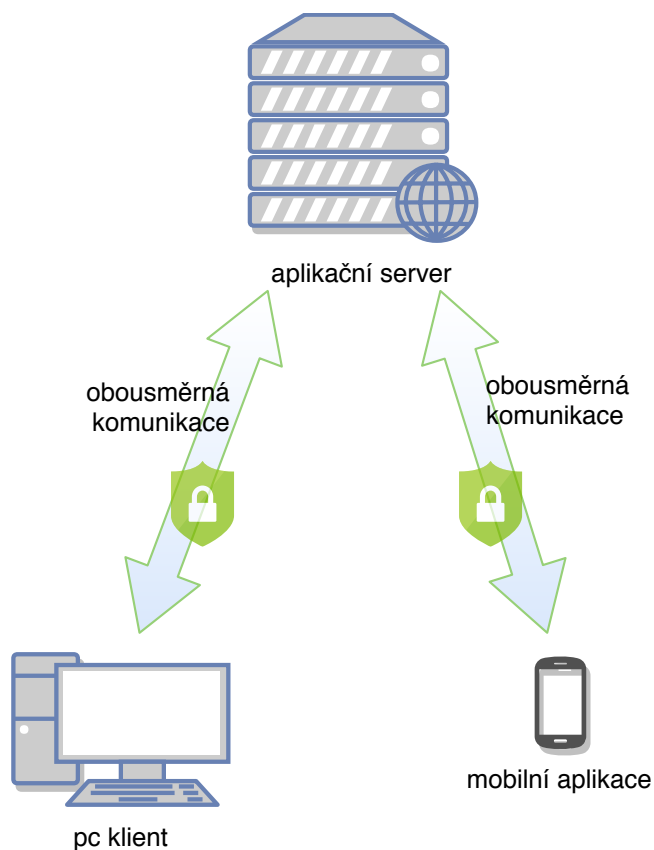 aplikační server
obousměrná
komunikace
obousměrná
komunikace
mobilní aplikace
pc klient